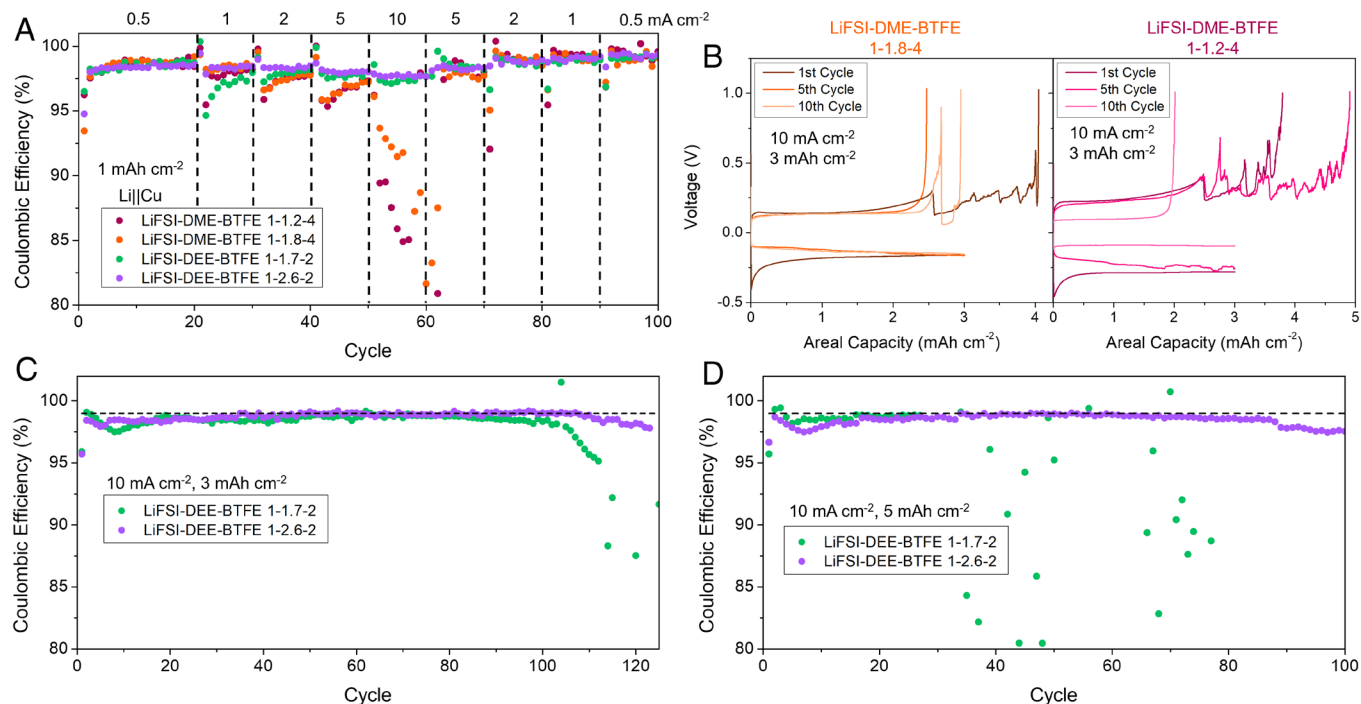 A
0.5 1 2 5 10 5 2 1 0.5 mA cm-2
100
95
90
85
80
Coulombic Efficiency (%)
1 mAh cm-2
Li||Cu
LiFSI-DME-BTFE 1-1.2-4
LiFSI-DME-BTFE 1-1.8-4
LiFSI-DEE-BTFE 1-1.7-2
LiFSI-DEE-BTFE 1-2.6-2
0 20 40 60 80 100
Cycle
B
LiFSI-DME-BTFE
1-1.8-4
1st Cycle
5th Cycle
10th Cycle
10 mA cm-2
3 mAh cm-2
1.0
0.5
0.0
-0.5
Voltage (V)
0 1 2 3 4
Areal Capacity (mAh cm-2)
LiFSI-DME-BTFE
1-1.2-4
1st Cycle
5th Cycle
10th Cycle
10 mA cm-2
3 mAh cm-2
0 1 2 3 4 5
Areal Capacity (mAh cm-2)
C
100
95
90
85
80
Coulombic Efficiency (%)
10 mA cm-2, 3 mAh cm-2
LiFSI-DEE-BTFE 1-1.7-2
LiFSI-DEE-BTFE 1-2.6-2
0 20 40 60 80 100 120
Cycle
D
100
95
90
85
80
Coulombic Efficiency (%)
10 mA cm-2, 5 mAh cm-2
LiFSI-DEE-BTFE 1-1.7-2
LiFSI-DEE-BTFE 1-2.6-2
0 20 40 60 80 100
Cycle